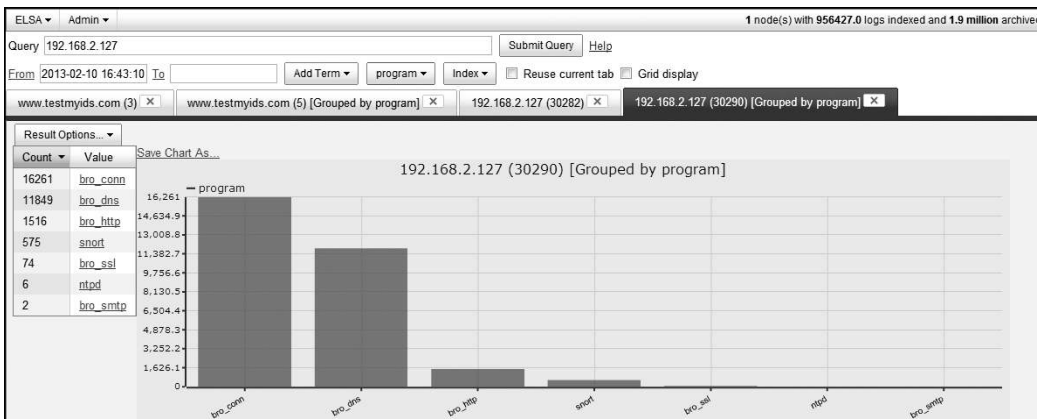 ELSA Admin 1 node(s) with 956427.0 logs indexed and 1.9 million archived
Query 192.168.2.127 Submit Query Help
From 2013-02-10 16:43:10 To Add Term program Index Reuse current tab Grid display
www.testmyids.com (3) www.testmyids.com (5) [Grouped by program] 192.168.2.127 (30282) 192.168.2.127 (30290) [Grouped by program]
Result Options...
Count Value
16261 bro_conn
11849 bro_dns
1516 bro_http
575 snort
74 bro_ssl
6 ntpd
2 bro_smtp
Save Chart As...
192.168.2.127 (30290) [Grouped by program]
program
16,261
14,634.9
13,008.8
11,382.7
9,756.6
8,130.5
6,504.4
4,878.3
3,252.2
1,626.1
0
bro_conn bro_dns bro_http snort bro_ssl ntpd bro_smtp